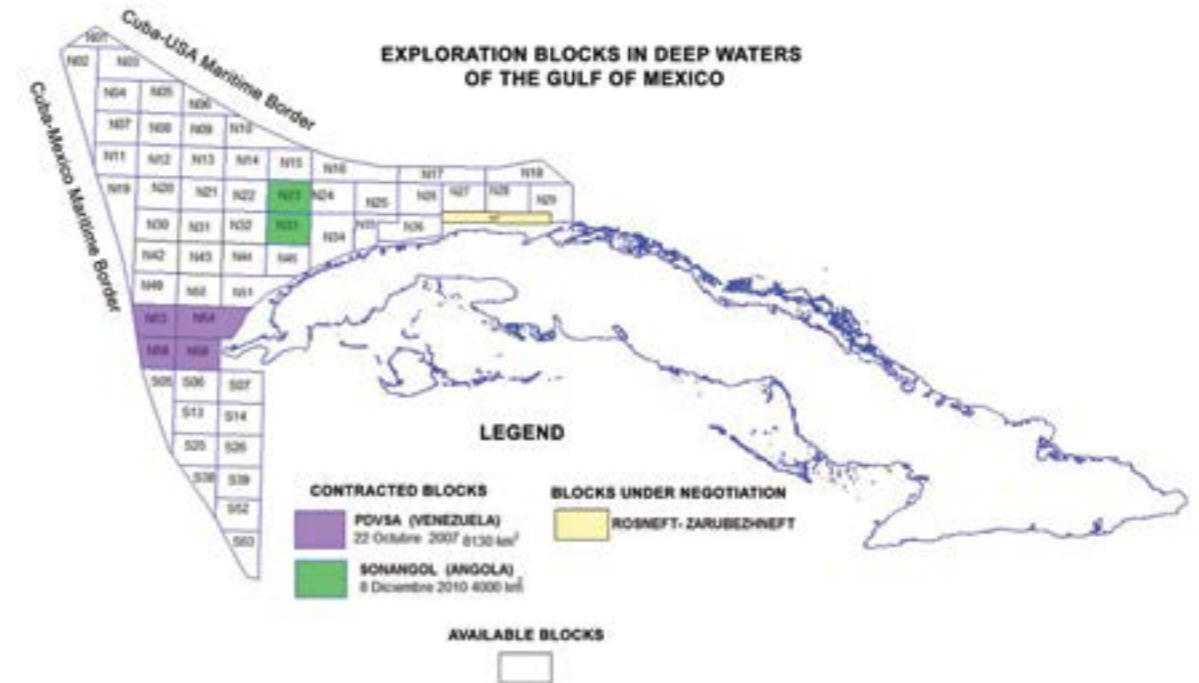 Cuba-USA Maritime Border
Cuba-Mexico Maritime Border
EXPLORATION BLOCKS IN DEEP WATERS
OF THE GULF OF MEXICO
N01
N02 N03
N04 N05 N06
N07 N08 N09 N10
N11 N12 N13 N14 N15 N16 N17 N18
N19 N20 N21 N22 N23 N24 N25 N26 N27 N28 N29
N30 N31 N32 N33 N34 N35 N36
N42 N43 N44 N45
N49 N50 N51
N53 N54
N58 N59
S05 S06 S07
S13 S14
S25 S26
S38 S39
S52
S63
LEGEND
CONTRACTED BLOCKS
PDVSA (VENEZUELA)
22 Octubre 2007 8130 km²
SONANGOL (ANGOLA)
8 Diciembre 2010 4000 km²
BLOCKS UNDER NEGOTIATION
ROSNEFT- ZARUBEZHNEFT
AVAILABLE BLOCKS